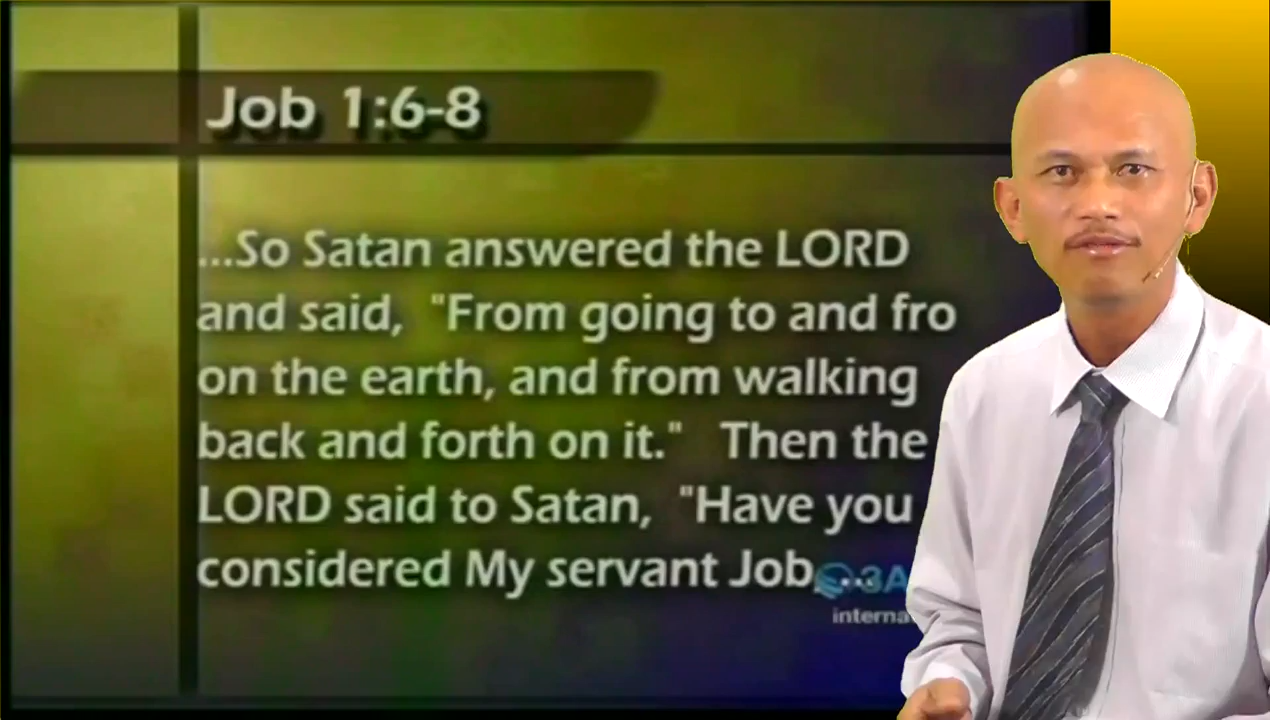 Job 1:6-8
...So Satan answered the LORD
and said, "From going to and fro
on the earth, and from walking
back and forth on it." Then the
LORD said to Satan, "Have you
considered My servant Job, ...
3A
interna